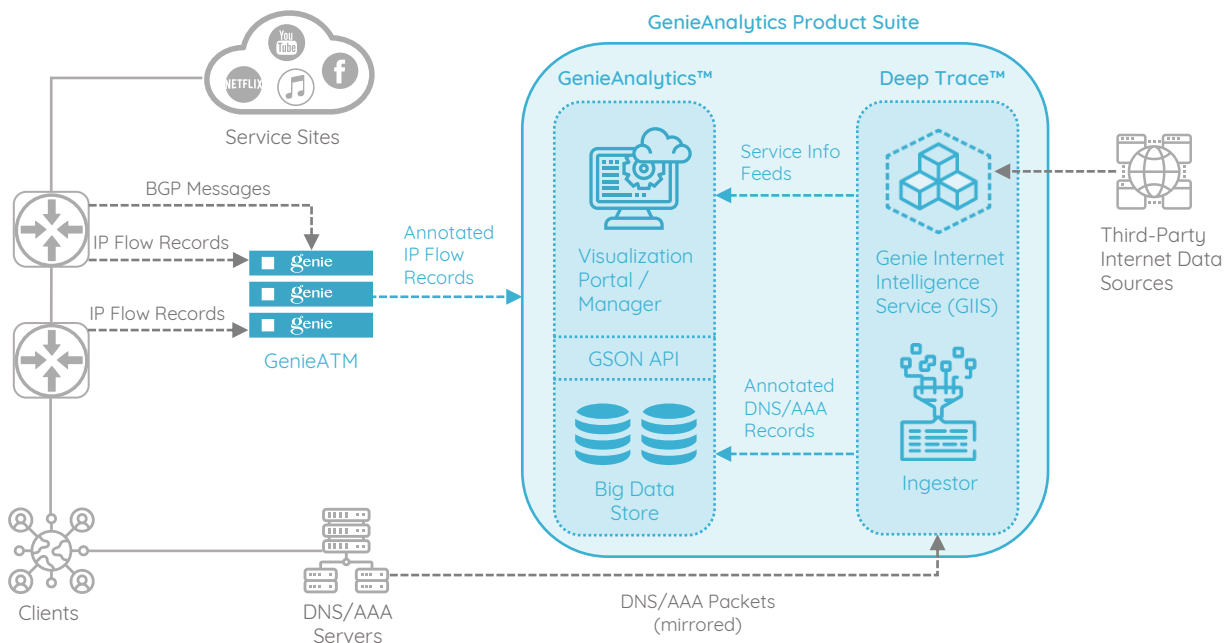 GenieAnalytics Product Suite
You
Tube
f
NETFLIX
Service Sites
GenieAnalytics™
Deep Trace™
BGP Messages
IP Flow Records
genie
genie
genie
IP Flow Records
GenieATM
Annotated
IP Flow
Records
Visualization
Portal /
Manager
GSON API
Big Data
Store
Service Info
Feeds
Annotated
DNS/AAA
Records
Genie Internet
Intelligence
Service (GIIS)
Ingestor
Third-Party
Internet Data
Sources
Clients
DNS/AAA
Servers
DNS/AAA Packets
(mirrored)